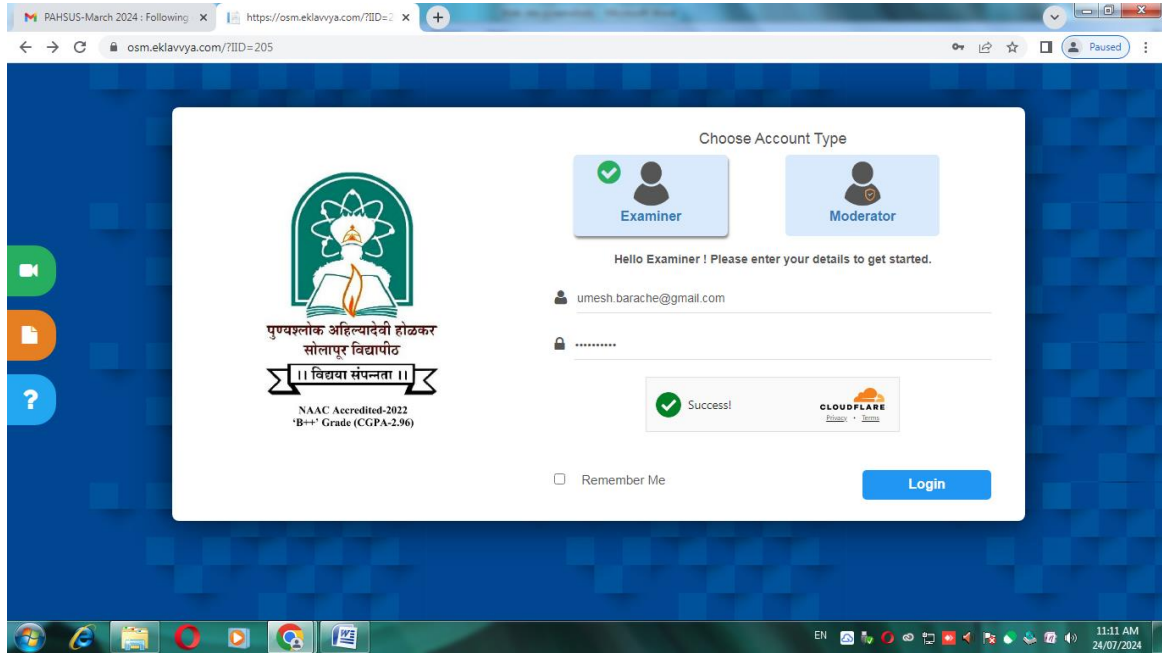 PAHSUS-March 2024 : Following
https://osm.eklavvya.com/?IID=2
osm.eklavvya.com/?IID=205
Paused
Choose Account Type
Examiner
Moderator
Hello Examiner ! Please enter your details to get started.
umesh.barache@gmail.com
••••••••••
पुण्यश्लोक अहिल्यादेवी होळकर
सोलापूर विद्यापीठ
।। विद्यया संपन्नता ।।
NAAC Accredited-2022
'B++' Grade (CGPA-2.96)
?
Success!
CLOUDFLARE
Privacy • Terms
Remember Me
Login
EN
11:11 AM
24/07/2024